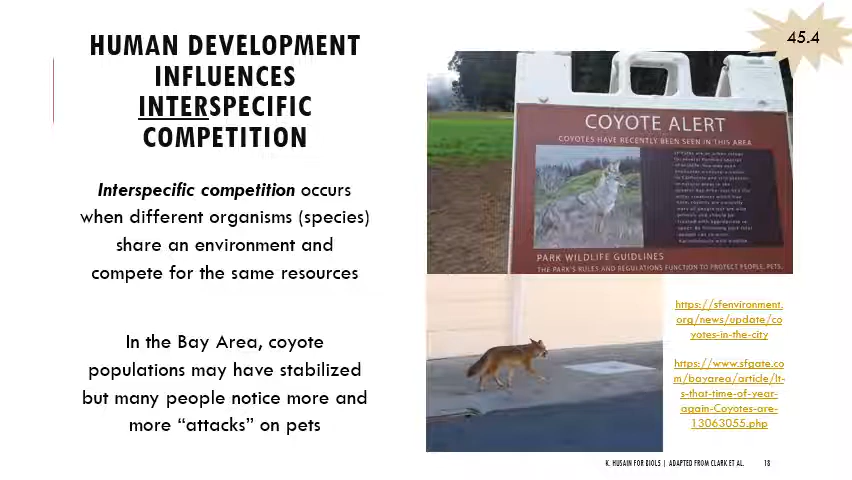 45.4
HUMAN DEVELOPMENT
INFLUENCES
INTERSPECIFIC
COMPETITION
Interspecific competition occurs
when different organisms (species)
share an environment and
compete for the same resources
In the Bay Area, coyote
populations may have stabilized
but many people notice more and
more “attacks” on pets
COYOTE ALERT
COYOTES HAVE RECENTLY BEEN SEEN IN THIS AREA
PARK WILDLIFE GUIDLINES
THE PARK'S RULES AND REGULATIONS FUNCTION TO PROTECT PEOPLE, PETS,
https://sfenvironment.
org/news/update/co
yotes-in-the-city
https://www.sfgate.co
m/bayarea/article/It-
s-that-time-of-year-
again-Coyotes-are-
13063055.php
K. HUSAIN FOR BIOL5 | ADAPTED FROM CLARK ET AL.
18